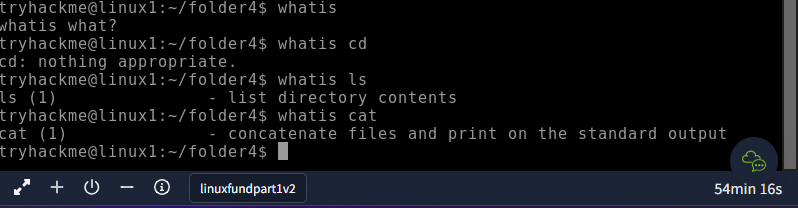 tryhackme@linux1:~/folder4$ whatis
whatis what?
tryhackme@linux1:~/folder4$ whatis cd
cd: nothing appropriate.
tryhackme@linux1:~/folder4$ whatis ls
ls (1)               - list directory contents
tryhackme@linux1:~/folder4$ whatis cat
cat (1)              - concatenate files and print on the standard output
tryhackme@linux1:~/folder4$
linuxfundpart1v2
54min 16s